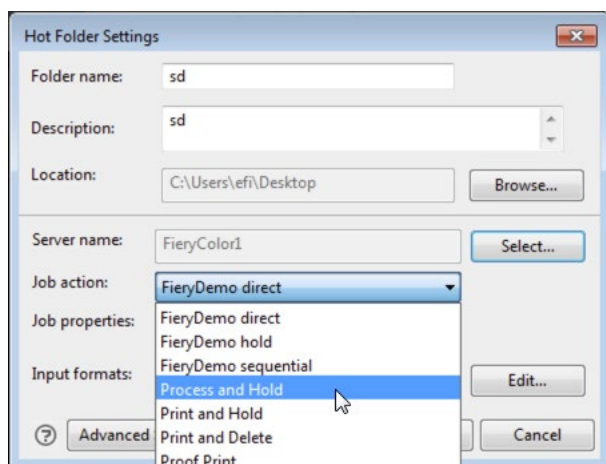 Hot Folder Settings
Folder name: sd
Description: sd
Location: C:\Users\efi\Desktop Browse...
Server name: FieryColor1 Select...
Job action: FieryDemo direct
Job properties: FieryDemo direct
FieryDemo hold
Input formats: FieryDemo sequential Edit...
Process and Hold
Print and Hold
? Advanced Print and Delete Cancel
Proof Print